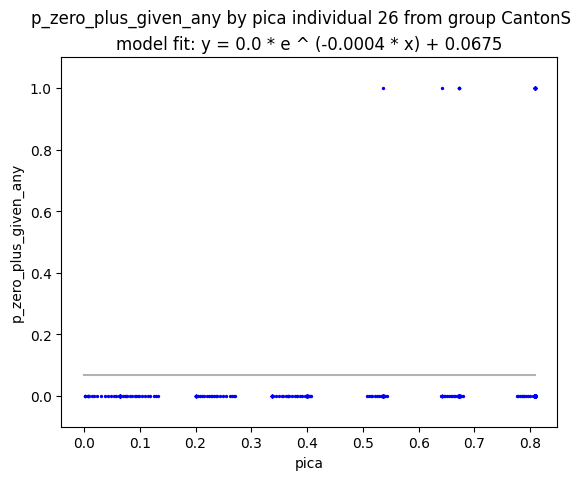 p_zero_plus_given_any by pica individual 26 from group CantonS
model fit: y = 0.0 * e ^ (-0.0004 * x) + 0.0675
p_zero_plus_given_any
1.0
0.8
0.6
0.4
0.2
0.0
0.0 0.1 0.2 0.3 0.4 0.5 0.6 0.7 0.8
pica